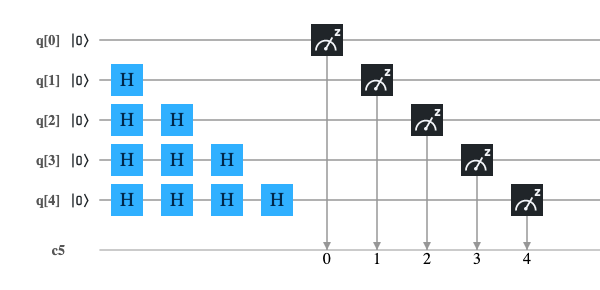 q[0] |0⟩ z
q[1] |0⟩ H z
q[2] |0⟩ H H z
q[3] |0⟩ H H H z
q[4] |0⟩ H H H H z
c5
0 1 2 3 4